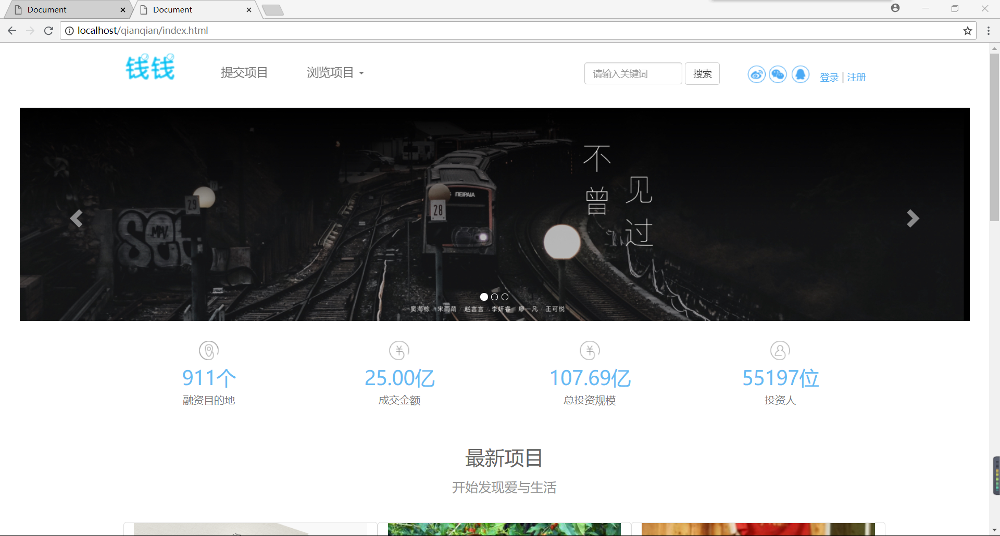 Document
Document
localhost/qianqian/index.html
钱钱
提交项目
浏览项目
请输入关键词
搜索
登录 | 注册
不曾
见过
ΠΕΙΡΑΙΑ
29
28
窦海栋 / 宋雨荫 / 赵言言 / 李妍睿 / 廖一凡 / 王可悦
911个
25.00亿
107.69亿
55197位
融资目的地
成交金额
总投资规模
投资人
最新项目
开始发现爱与生活